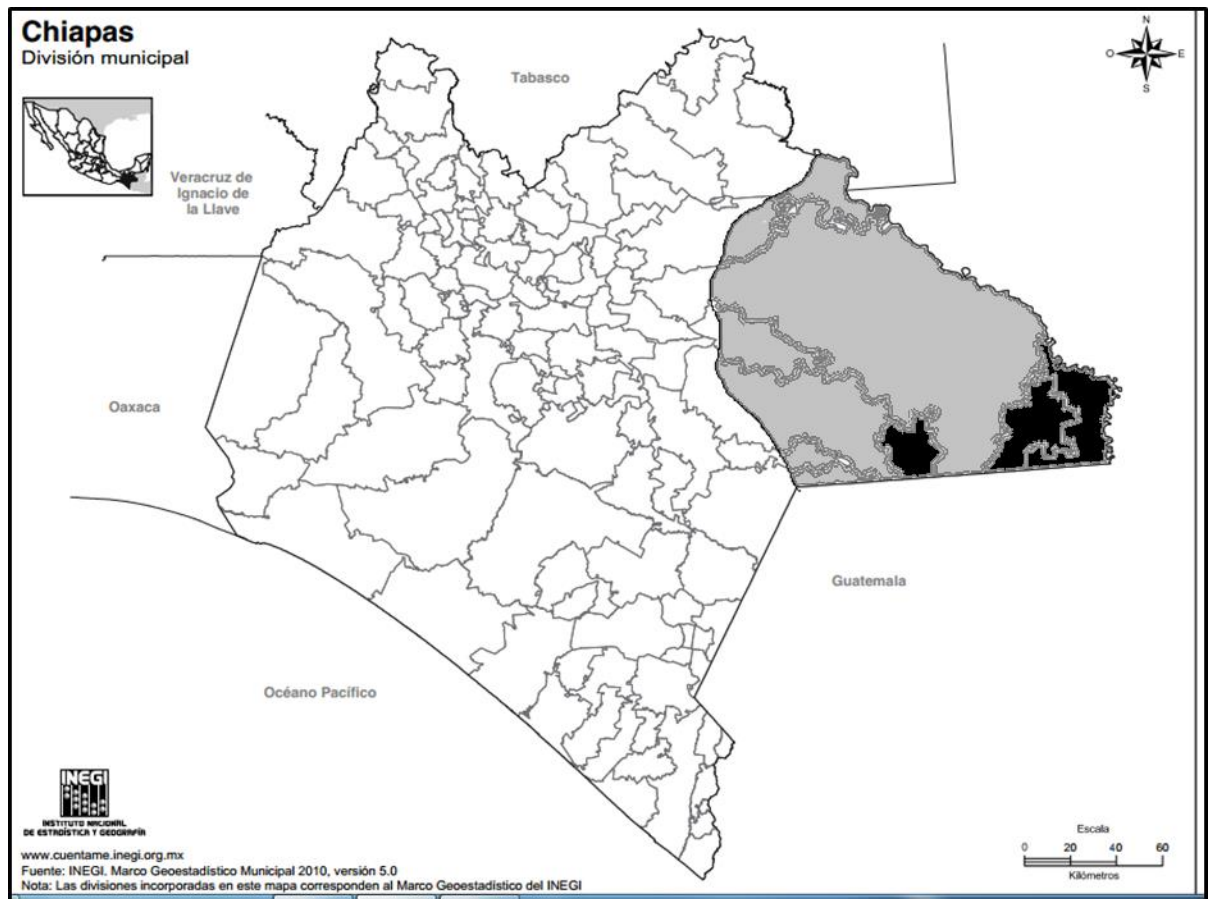 Chiapas
División municipal
N
O
E
S
Tabasco
Veracruz de
Ignacio de
la Llave
Oaxaca
Guatemala
Océano Pacífico
INEGI
INSTITUTO NACIONAL
DE ESTADÍSTICA Y GEOGRAFÍA
Escala
0 20 40 60
Kilómetros
www.cuentame.inegi.org.mx
Fuente: INEGI. Marco Geoestadístico Municipal 2010, versión 5.0
Nota: Las divisiones incorporadas en este mapa corresponden al Marco Geoestadístico del INEGI